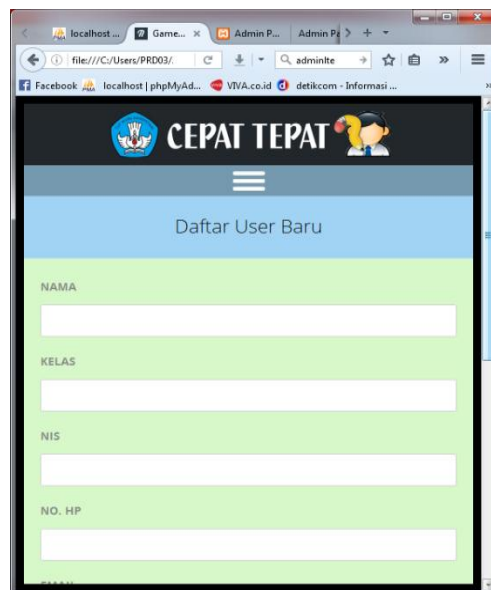 localhost ...
Game...
Admin P...
Admin Pa
file:///C:/Users/PRD03/.
adminlte
Facebook
localhost | phpMyAd...
VIVA.co.id
detikcom - Informasi ...
CEPAT TEPAT
Daftar User Baru
NAMA
KELAS
NIS
NO. HP
EMAIL